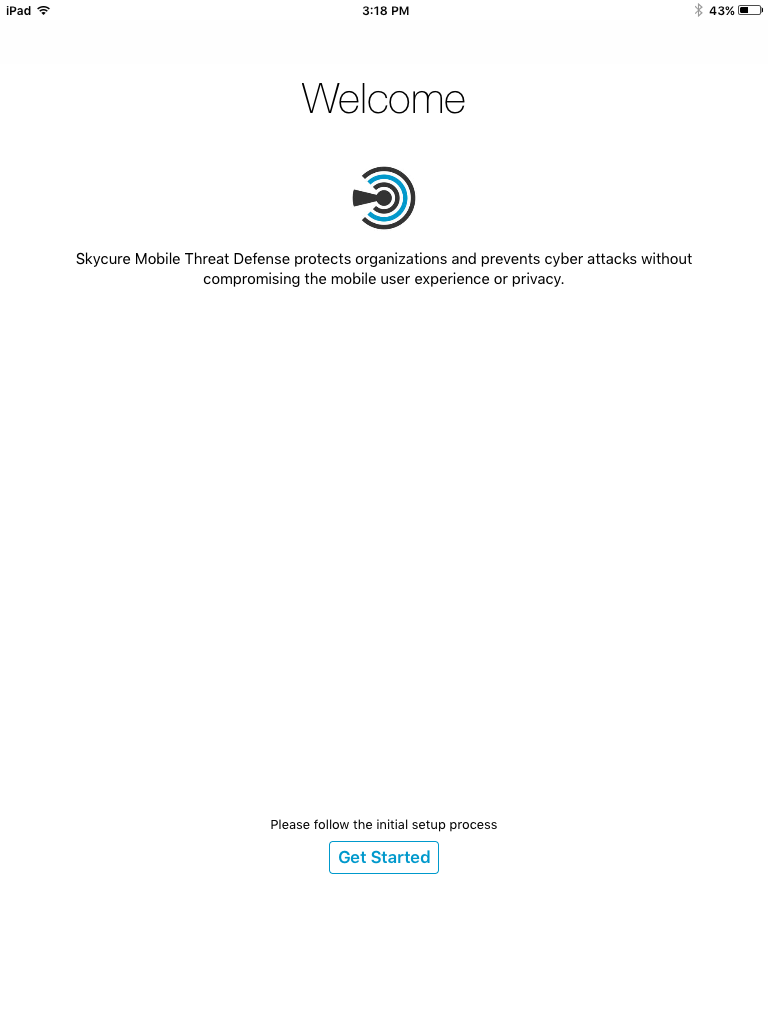 iPad 3:18 PM 43%
Welcome
Skycure Mobile Threat Defense protects organizations and prevents cyber attacks without
compromising the mobile user experience or privacy.
Please follow the initial setup process
Get Started